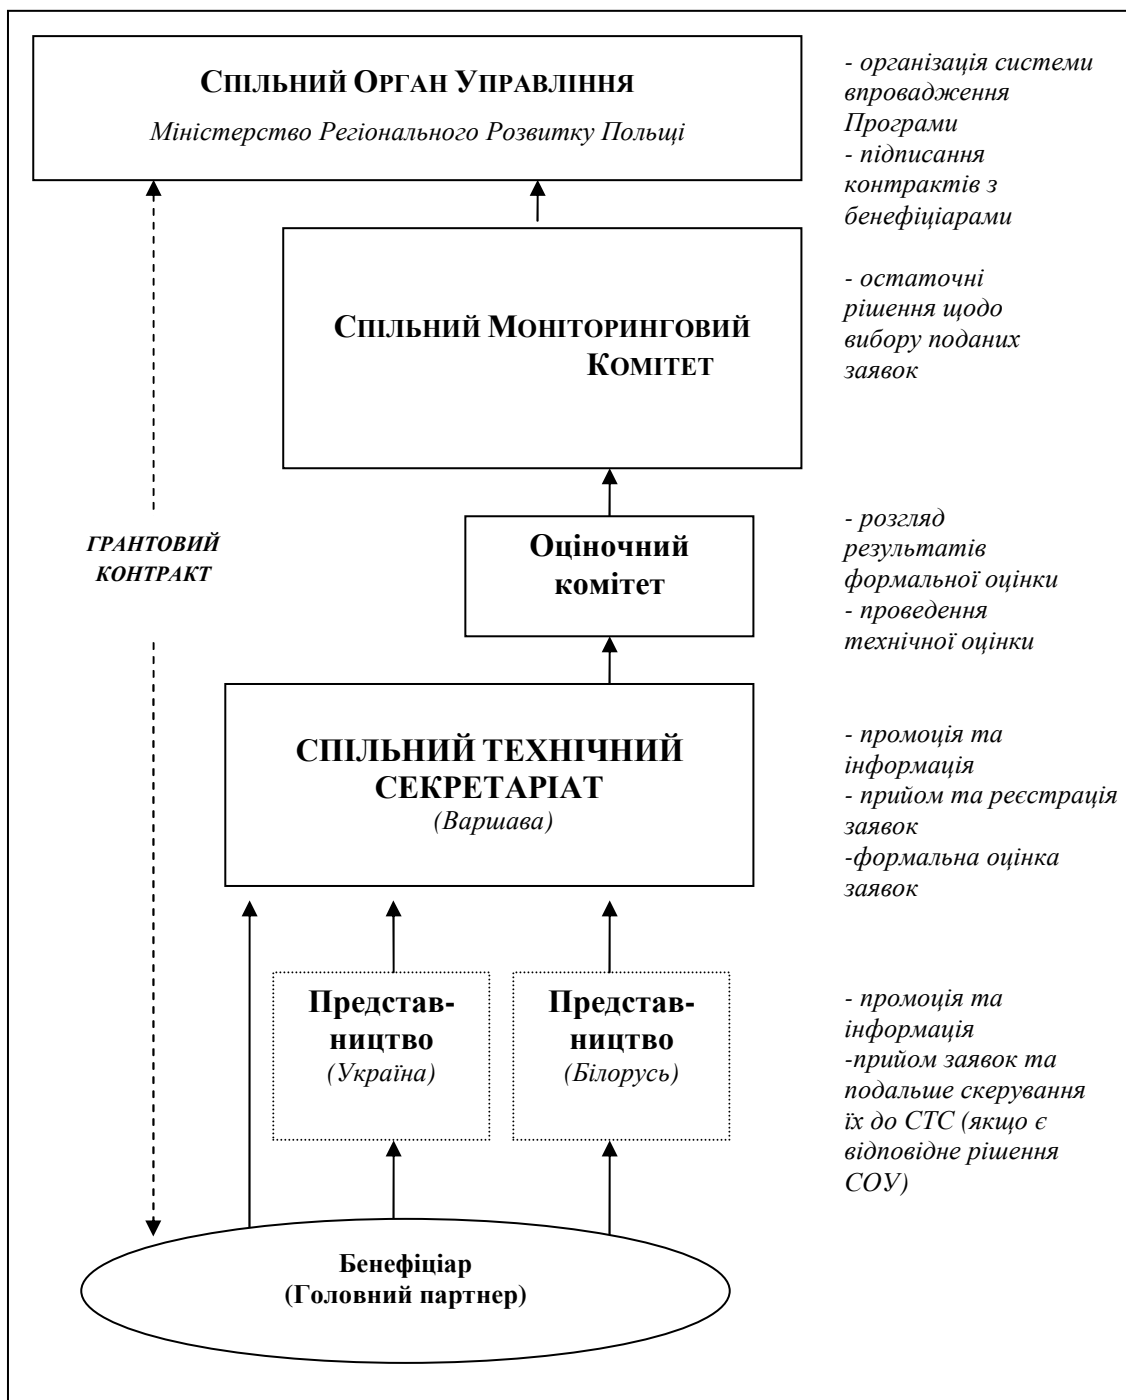 СПІЛЬНИЙ ОРГАН УПРАВЛІННЯ
Міністерство Регіонального Розвитку Польщі
- організація системи
впровадження
Програми
- підписання
контрактів з
бенефіціарами
СПІЛЬНИЙ МОНІТОРИНГОВИЙ
КОМІТЕТ
- остаточні
рішення щодо
вибору поданих
заявок
ГРАНТОВИЙ
КОНТРАКТ
Оціночний
комітет
- розгляд
результатів
формальної оцінки
- проведення
технічної оцінки
СПІЛЬНИЙ ТЕХНІЧНИЙ
СЕКРЕТАРІАТ
(Варшава)
- промоція та
інформація
- прийом та реєстрація
заявок
-формальна оцінка
заявок
Представ-
ництво
(Україна)
Представ-
ництво
(Білорусь)
- промоція та
інформація
-прийом заявок та
подальше скерування
їх до СТС (якщо є
відповідне рішення
СОУ)
Бенефіціар
(Головний партнер)